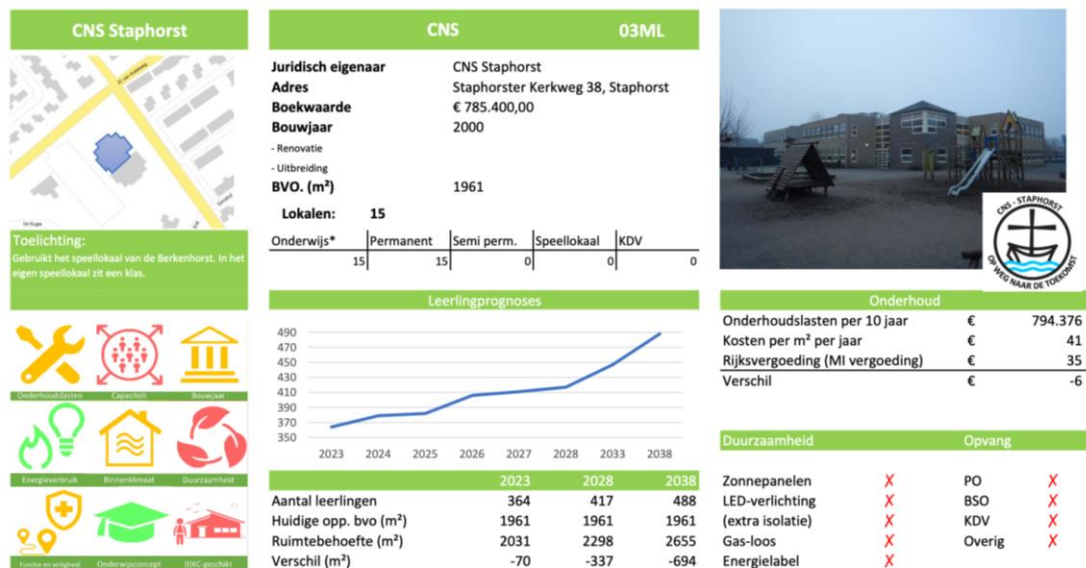 CNS Staphorst
Toelichting:
Gebruikt het speellokaal van de Berkenhorst. In het
eigen speellokaal zit een klas.
Onderhoudslasten Capaciteit Bouwjaar
Energieverbruik Binnenklimaat Duurzaamheid
Functie en veiligheid Onderwijsconcept (I)KC-geschikt
CNS 03ML
Juridisch eigenaar CNS Staphorst
Adres Staphorster Kerkweg 38, Staphorst
Boekwaarde € 785.400,00
Bouwjaar 2000
- Renovatie
- Uitbreiding
BVO. (m²) 1961
Lokalen: 15
Onderwijs* Permanent Semi perm. Speellokaal KDV
15 15 0 0 0
Leerlingprognoses
490
470
450
430
410
390
370
350
2023 2024 2025 2026 2027 2028 2033 2038
2023 2028 2038
Aantal leerlingen 364 417 488
Huidige opp. bvo (m²) 1961 1961 1961
Ruimtebehoefte (m²) 2031 2298 2655
Verschil (m²) -70 -337 -694
CNS - STAPHORST
OP WEG NAAR DE TOEKOMST
Onderhoud
Onderhoudslasten per 10 jaar € 794.376
Kosten per m² per jaar € 41
Rijksvergoeding (MI vergoeding) € 35
Verschil € -6
Duurzaamheid Opvang
Zonnepanelen ✗ PO ✗
LED-verlichting ✗ BSO ✗
(extra isolatie) ✗ KDV ✗
Gas-loos ✗ Overig ✗
Energielabel ✗